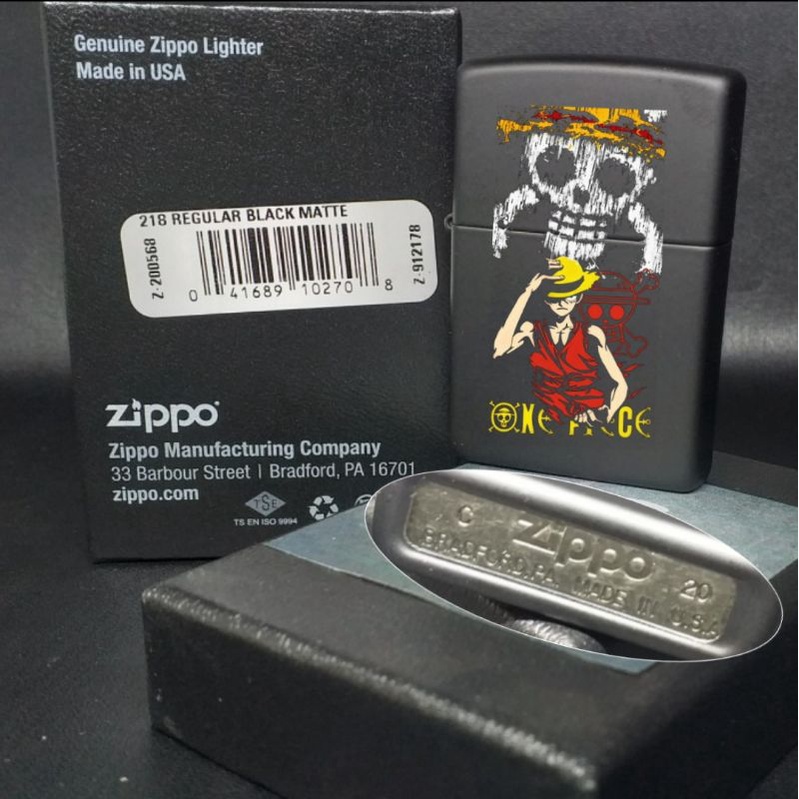 Genuine Zippo Lighter
Made in USA
218 REGULAR BLACK MATTE
Z-200568
Z-912178
0 41689 10270 8
zippo
Zippo Manufacturing Company
33 Barbour Street | Bradford, PA 16701
zippo.com
TSE
TS EN ISO 9994
ONE PIECE
C zippo 20
BRADFORD, PA. MADE IN U.S.A